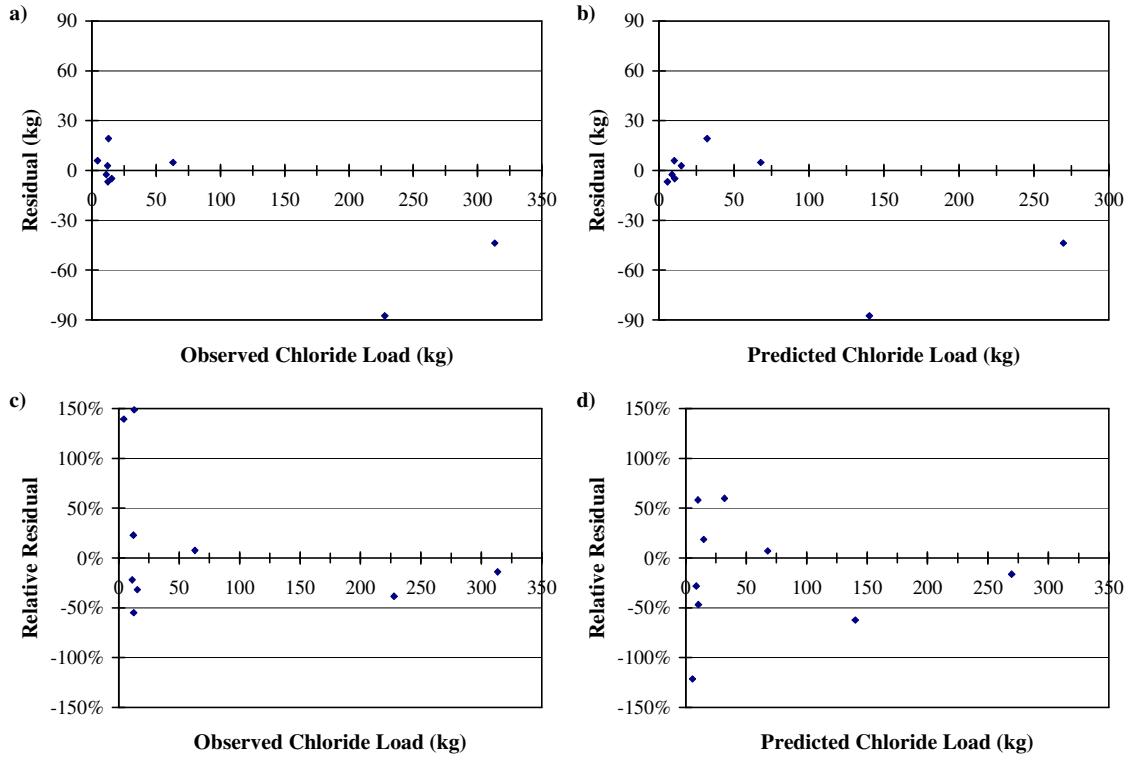 a)
90
60
30
0
-30
-60
-90
Residual (kg)
0 50 100 150 200 250 300 350
Observed Chloride Load (kg)
b)
90
60
30
0
-30
-60
-90
Residual (kg)
0 50 100 150 200 250 300
Predicted Chloride Load (kg)
c)
150%
100%
50%
0%
-50%
-100%
-150%
Relative Residual
0 50 100 150 200 250 300 350
Observed Chloride Load (kg)
d)
150%
100%
50%
0%
-50%
-100%
-150%
Relative Residual
0 50 100 150 200 250 300 350
Predicted Chloride Load (kg)